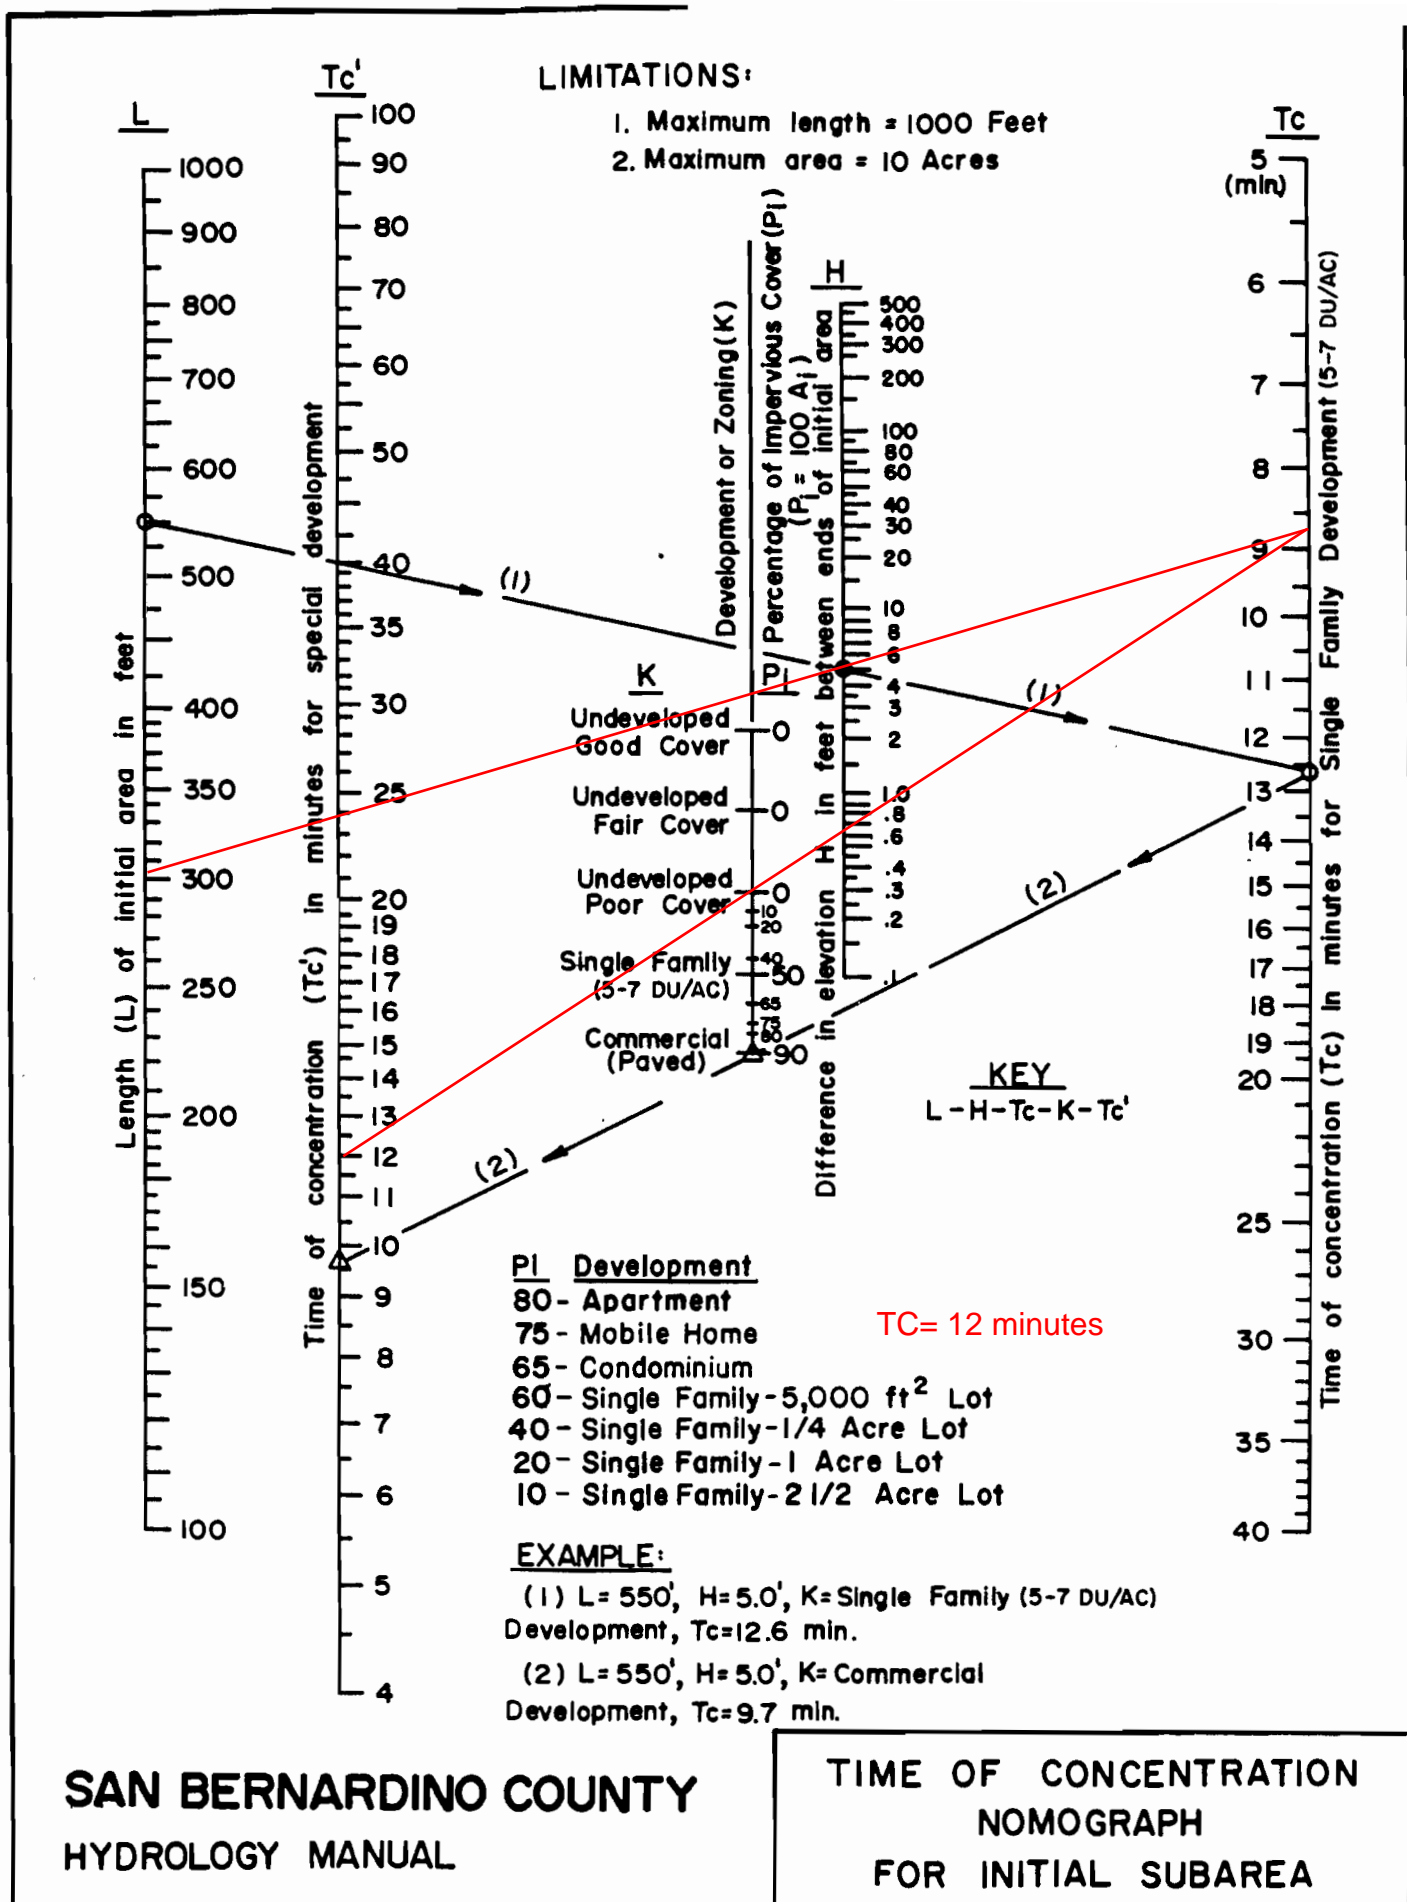 LIMITATIONS:
1. Maximum length = 1000 Feet
2. Maximum area = 10 Acres
L
1000
900
800
700
600
500
400
350
300
250
200
150
100
Length (L) of initial area in feet
Tc'
100
90
80
70
60
50
40
35
30
25
20
19
18
17
16
15
14
13
12
11
10
9
8
7
6
5
4
Time of concentration (Tc') in minutes for special development
Development or Zoning (K)
Percentage of Impervious Cover (Pi)
(Pi = 100 Ai)
K
Pi
Undeveloped
Good Cover
0
Undeveloped
Fair Cover
0
Undeveloped
Poor Cover
0
10
20
40
Single Family
(5-7 DU/AC)
50
65
75
80
Commercial
(Paved)
90
H
500
400
300
200
100
80
60
40
30
20
10
8
6
4
3
2
1.0
.8
.6
.4
.3
.2
.1
Difference in elevation H in feet between ends of initial area
Tc
5
(min)
6
7
8
9
10
11
12
13
14
15
16
17
18
19
20
25
30
35
40
Time of concentration (Tc) in minutes for Single Family Development (5-7 DU/AC)
(1)
(1)
(2)
(2)
KEY
L-H-Tc-K-Tc'
PI Development
80- Apartment
75- Mobile Home
65- Condominium
60- Single Family-5,000 ft² Lot
40- Single Family-1/4 Acre Lot
20- Single Family-1 Acre Lot
10- Single Family-2 1/2 Acre Lot
TC= 12 minutes
EXAMPLE:
(1) L=550', H=5.0', K=Single Family (5-7 DU/AC)
Development, Tc=12.6 min.
(2) L=550', H=5.0', K=Commercial
Development, Tc=9.7 min.
SAN BERNARDINO COUNTY
HYDROLOGY MANUAL
TIME OF CONCENTRATION
NOMOGRAPH
FOR INITIAL SUBAREA